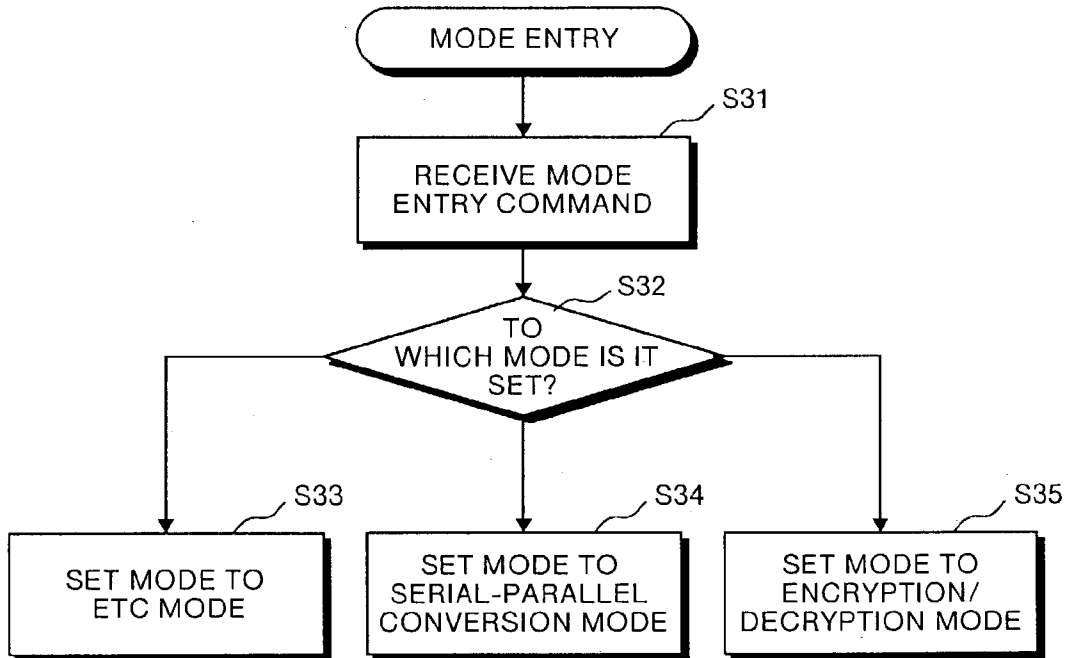 MODE ENTRY
S31
RECEIVE MODE
ENTRY COMMAND
S32
TO
WHICH MODE IS IT
SET?
S33
SET MODE TO
ETC MODE
S34
SET MODE TO
SERIAL-PARALLEL
CONVERSION MODE
S35
SET MODE TO
ENCRYPTION/
DECRYPTION MODE